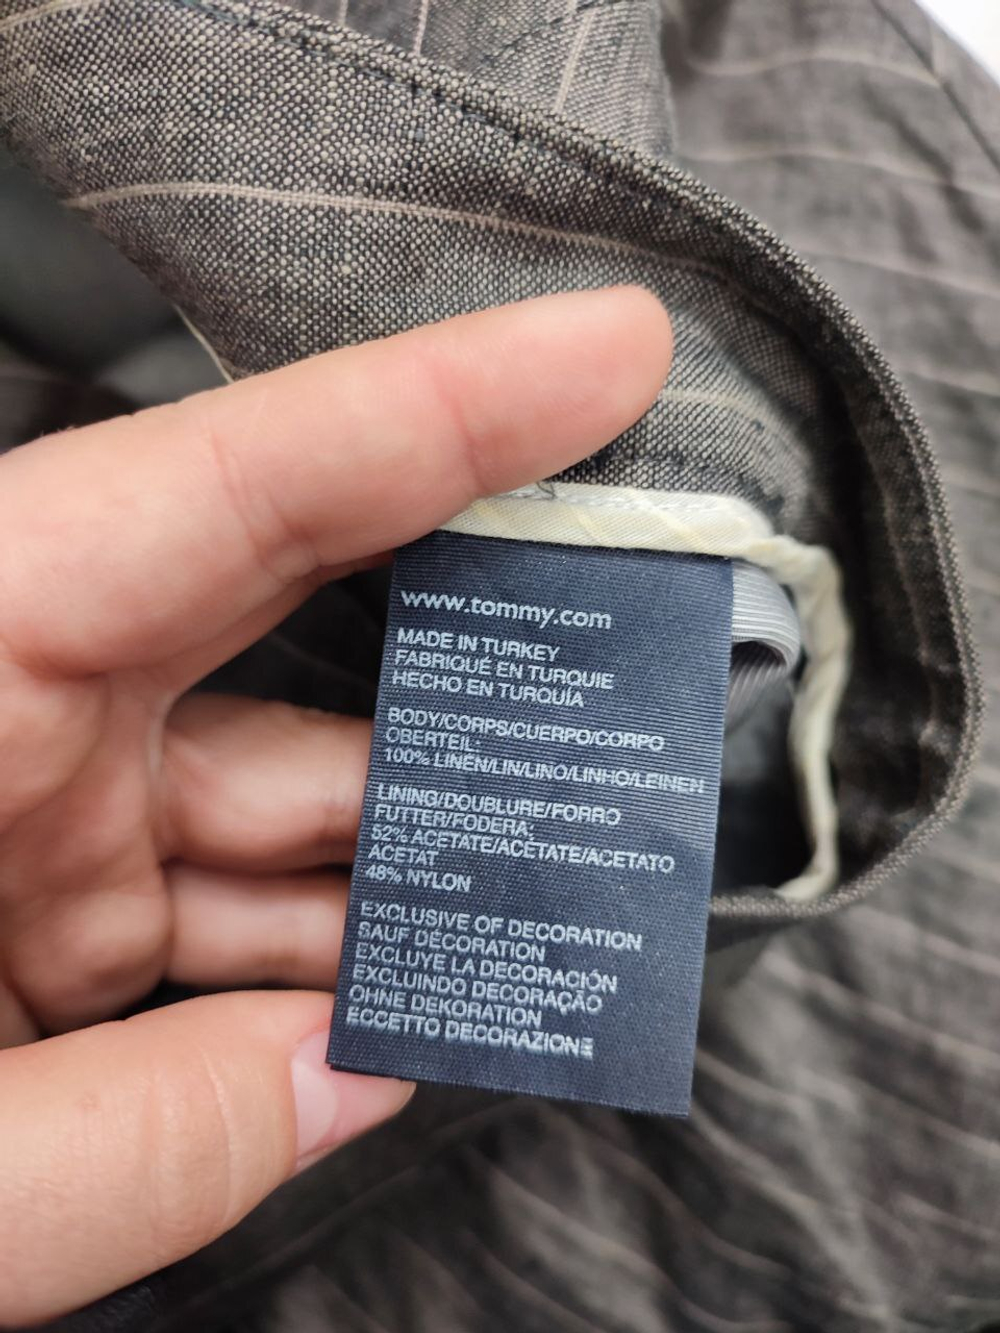 www.tommy.com
MADE IN TURKEY
FABRIQUÉ EN TURQUIE
HECHO EN TURQUÍA
BODY/CORPS/CUERPO/CORPO
OBERTEIL:
100% LINEN/LIN/LINO/LINHO/LEINEN
LINING/DOUBLURE/FORRO
FUTTER/FODERA:
52% ACETATE/ACÉTATE/ACETATO
ACETAT
48% NYLON
EXCLUSIVE OF DECORATION
SAUF DÉCORATION
EXCLUYE LA DECORACIÓN
EXCLUINDO DECORAÇÃO
OHNE DEKORATION
ECCETTO DECORAZIONE